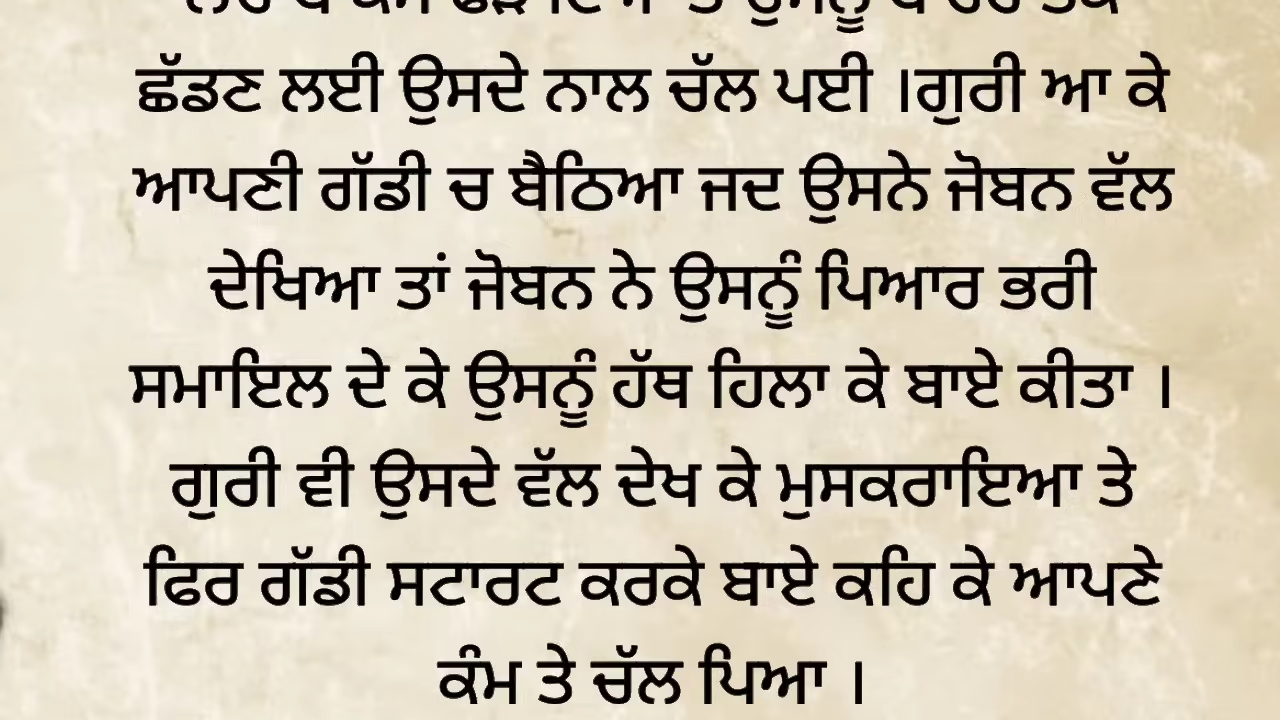 ਛੱਡਣ ਲਈ ਉਸਦੇ ਨਾਲ ਚੱਲ ਪਈ ।ਗੁਰੀ ਆ ਕੇ
ਆਪਣੀ ਗੱਡੀ ਚ ਬੈਠਿਆ ਜਦ ਉਸਨੇ ਜੋਬਨ ਵੱਲ
ਦੇਖਿਆ ਤਾਂ ਜੋਬਨ ਨੇ ਉਸਨੂੰ ਪਿਆਰ ਭਰੀ
ਸਮਾਇਲ ਦੇ ਕੇ ਉਸਨੂੰ ਹੱਥ ਹਿਲਾ ਕੇ ਬਾਏ ਕੀਤਾ ।
ਗੁਰੀ ਵੀ ਉਸਦੇ ਵੱਲ ਦੇਖ ਕੇ ਮੁਸਕਰਾਇਆ ਤੇ
ਫਿਰ ਗੱਡੀ ਸਟਾਰਟ ਕਰਕੇ ਬਾਏ ਕਹਿ ਕੇ ਆਪਣੇ
ਕੰਮ ਤੇ ਚੱਲ ਪਿਆ ।